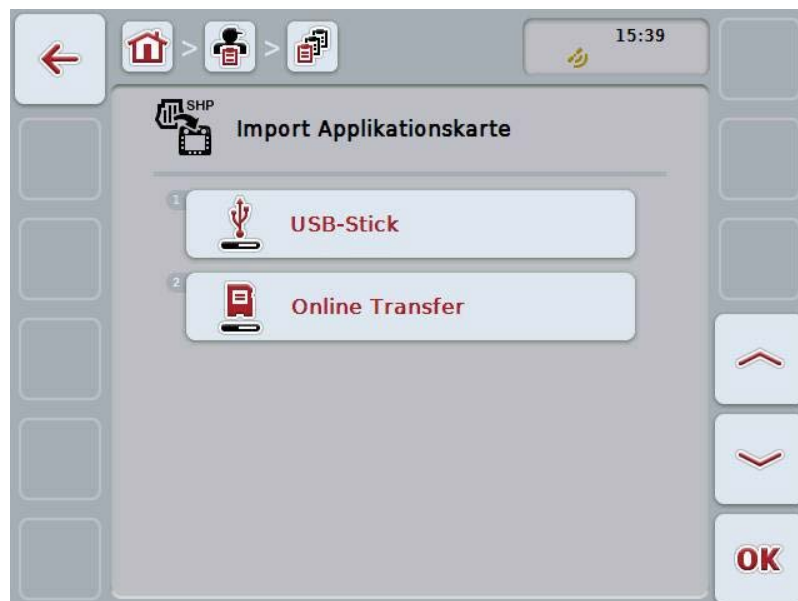 > >
15:39
SHP
Import Applikationskarte
1
USB-Stick
2
Online Transfer
OK